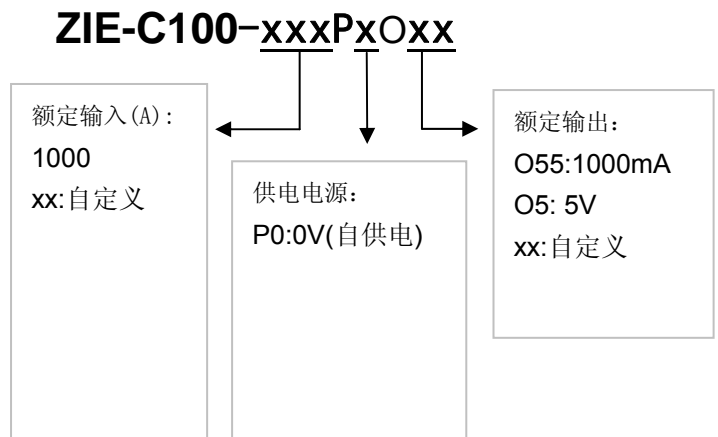 ZIE-C100-xxxPxOxx
额定输入(A):
1000
xx:自定义
供电电源:
P0:0V(自供电)
额定输出:
O55:1000mA
O5: 5V
xx:自定义